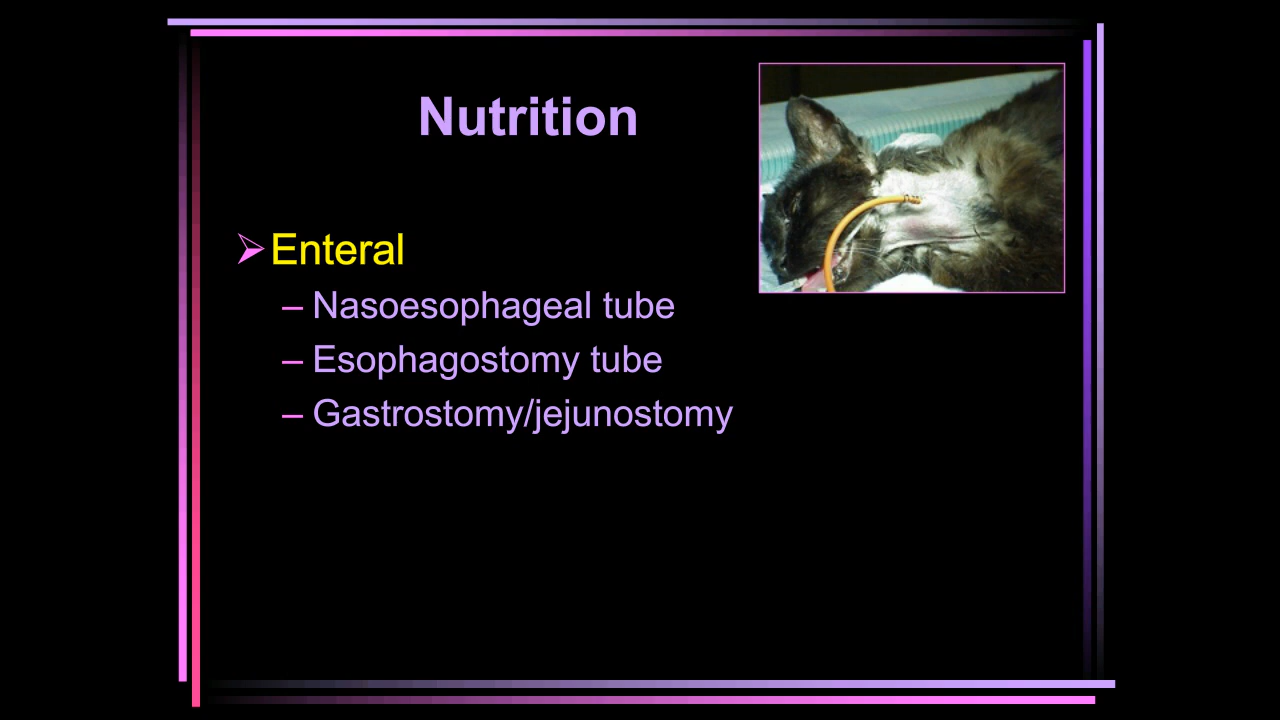 Nutrition
➢Enteral
– Nasoesophageal tube
– Esophagostomy tube
– Gastrostomy/jejunostomy